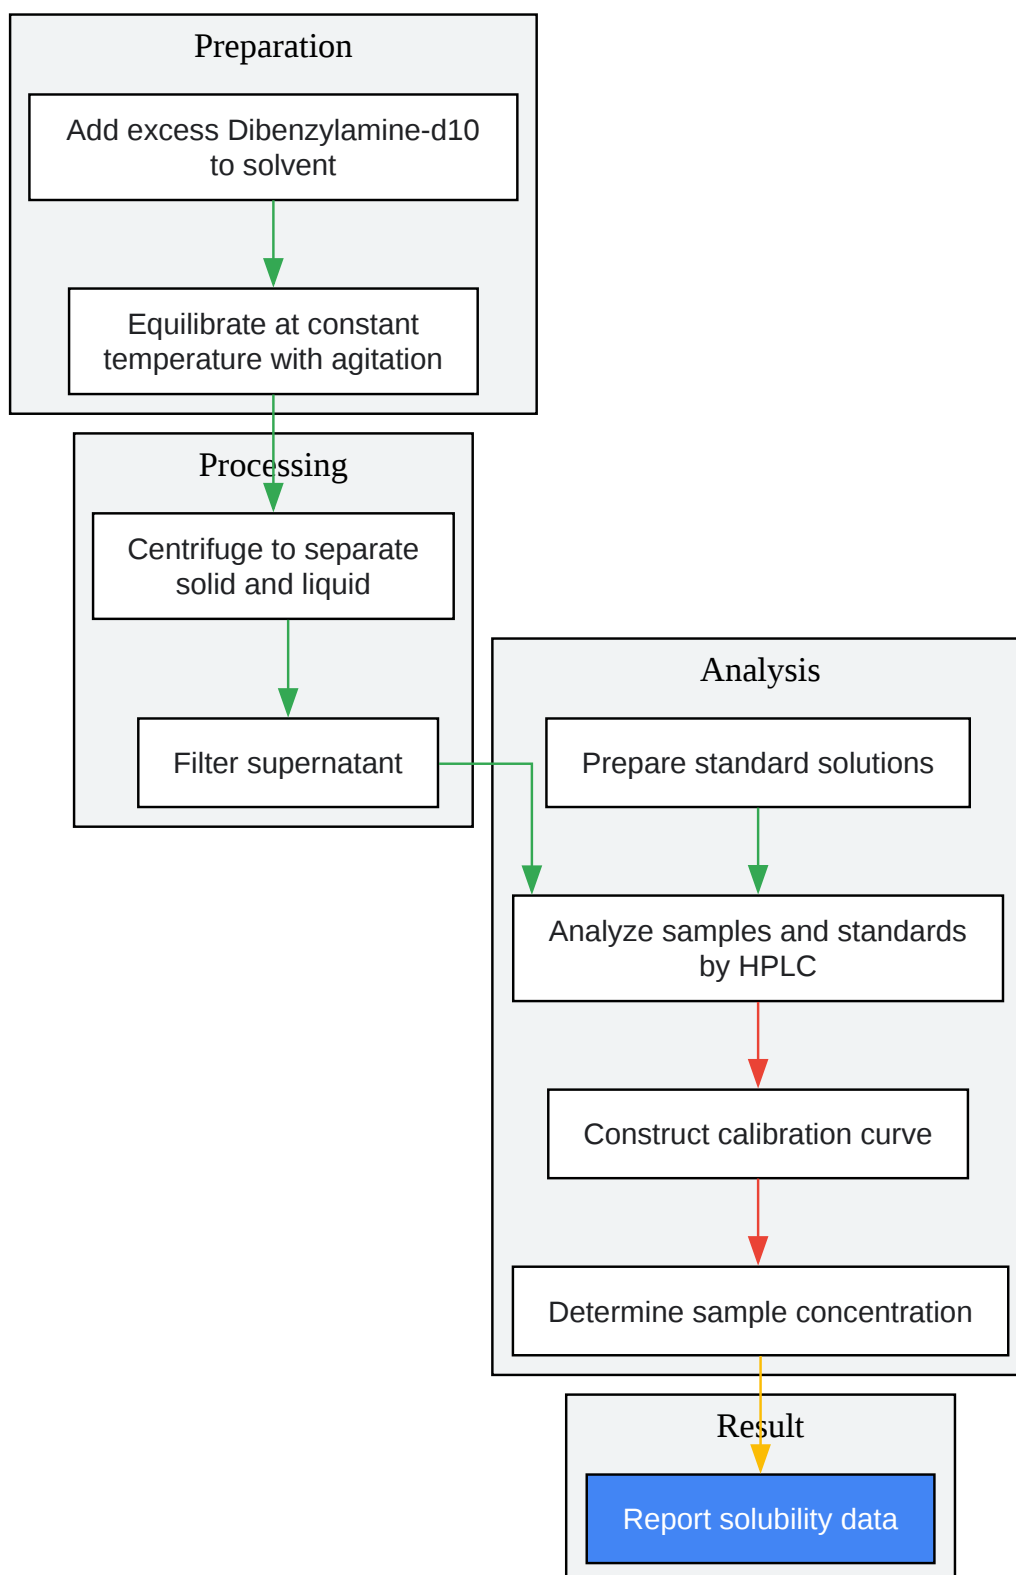 Preparation
Add excess Dibenzylamine-d10
to solvent
Equilibrate at constant
temperature with agitation
Processing
Centrifuge to separate
solid and liquid
Filter supernatant
Analysis
Prepare standard solutions
Analyze samples and standards
by HPLC
Construct calibration curve
Determine sample concentration
Result
Report solubility data